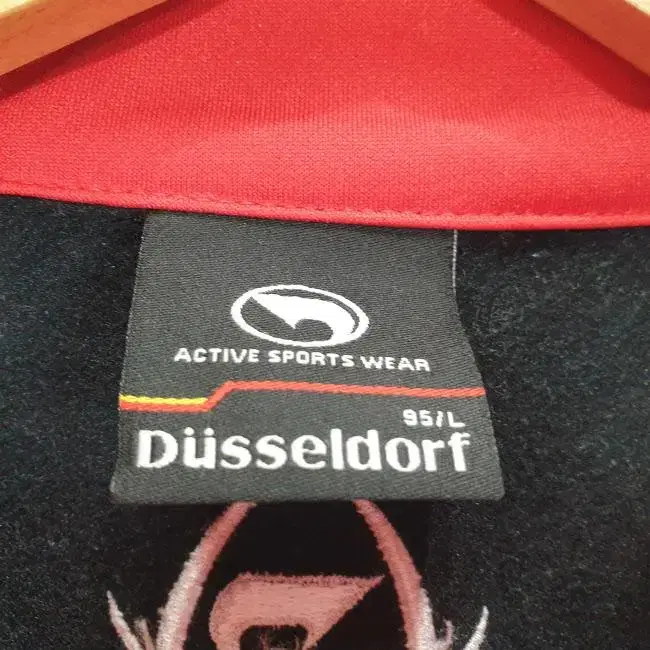 ACTIVE SPORTS WEAR
95/L
Düsseldorf